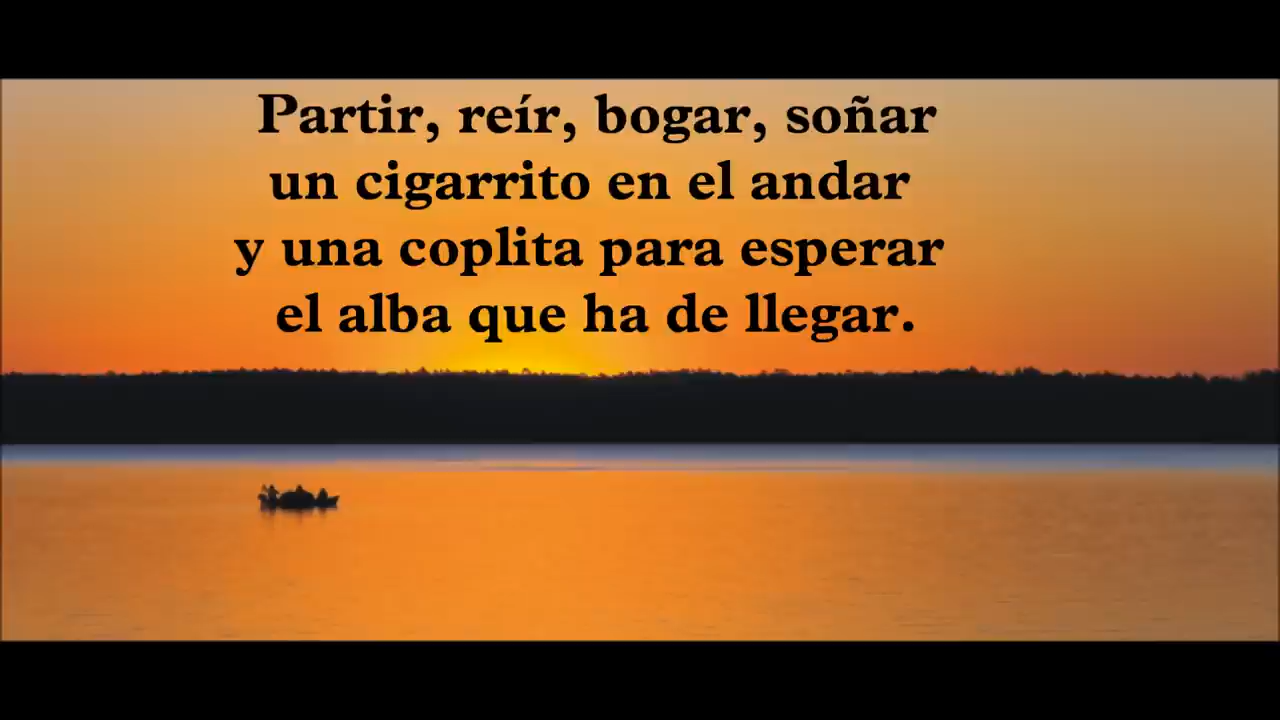 Partir, reír, bogar, soñar
un cigarrito en el andar
y una coplita para esperar
el alba que ha de llegar.